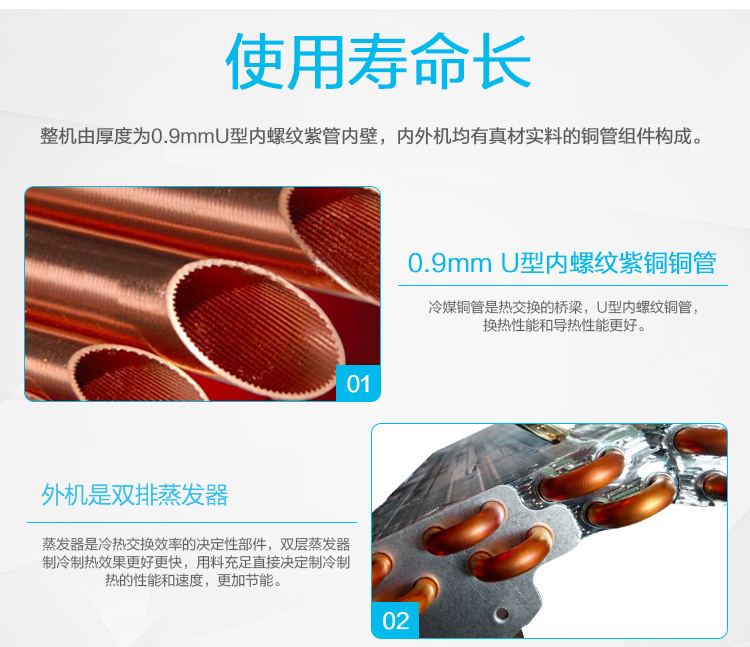 使用寿命长
整机由厚度为0.9mmU型内螺纹紫管内壁，内外机均有真材实料的铜管组件构成。
0.9mm U型内螺纹紫铜铜管
冷媒铜管是热交换的桥梁，U型内螺纹铜管，
换热性能和导热性能更好。
01
外机是双排蒸发器
蒸发器是冷热交换效率的决定性部件，双层蒸发器
制冷制热效果更好更快，用料充足直接决定制冷制
热的性能和速度，更加节能。
02